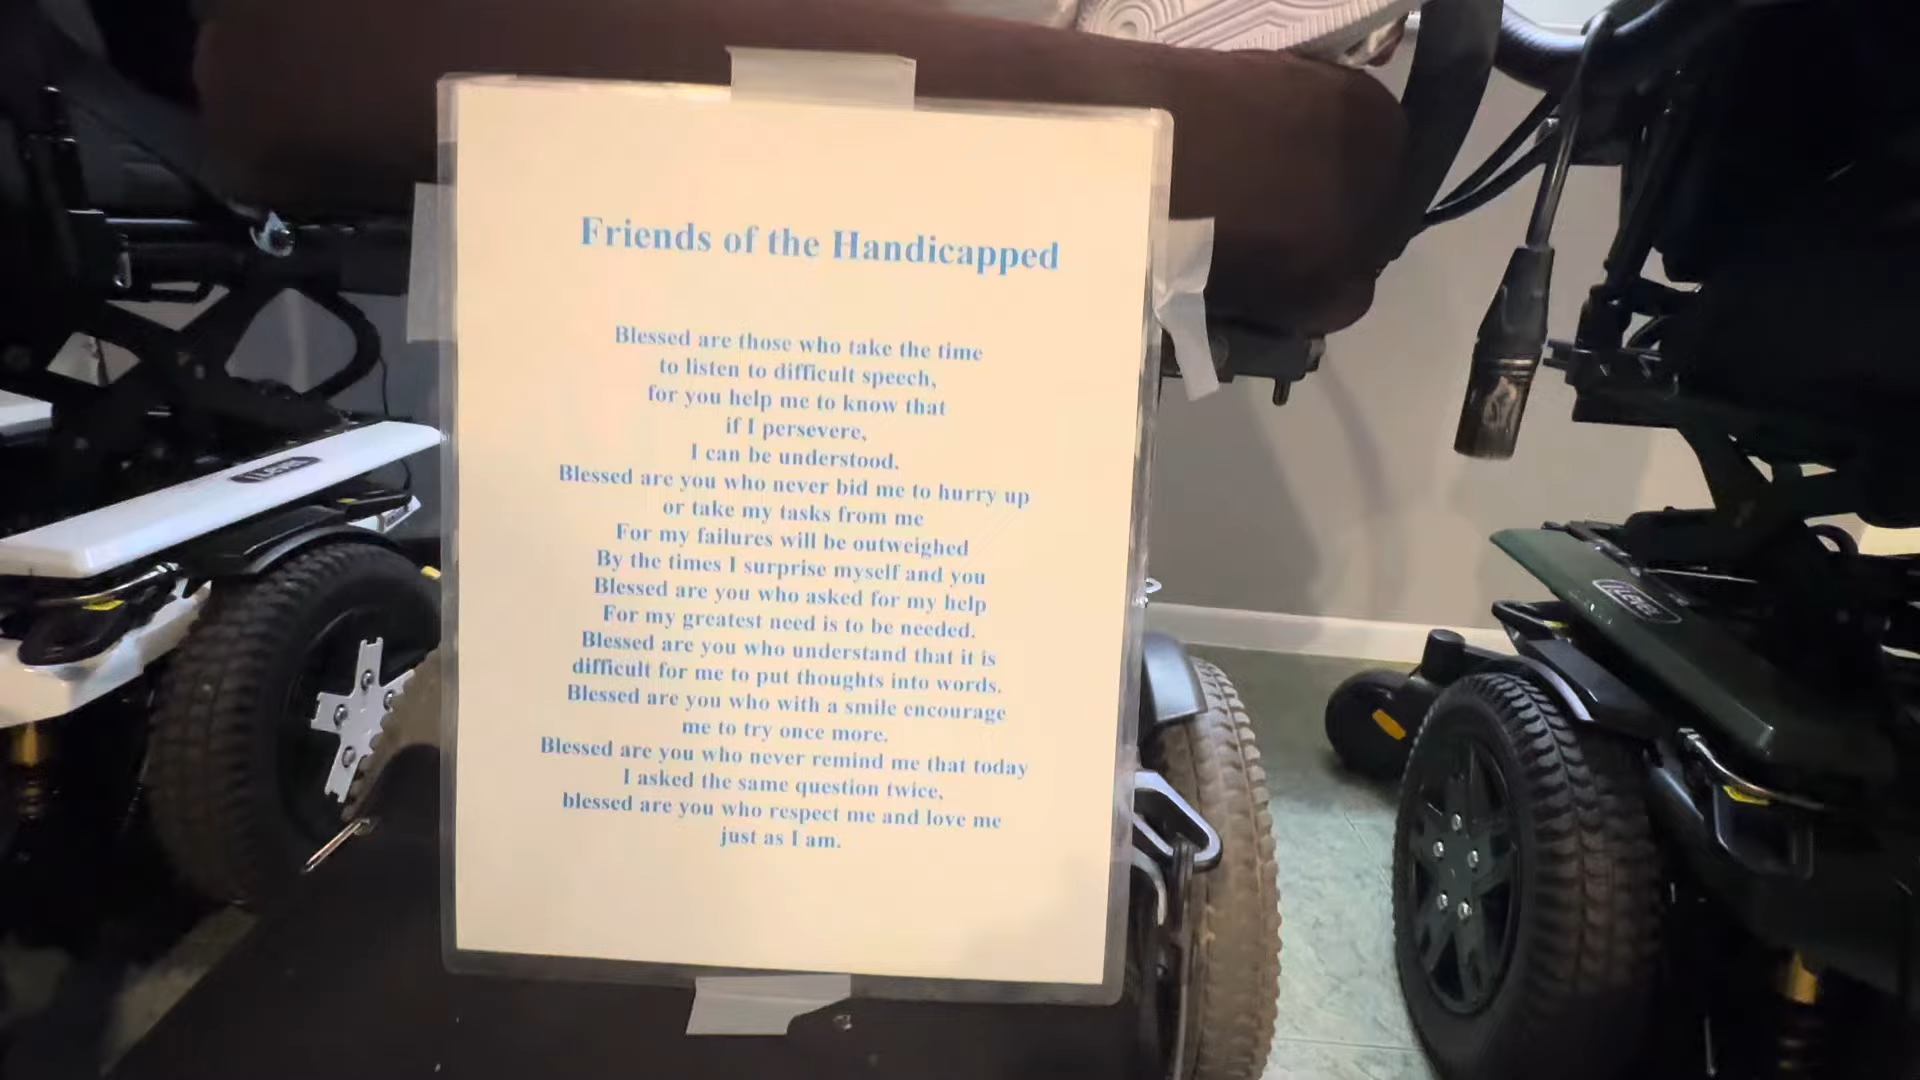 Friends of the Handicapped
Blessed are those who take the time
to listen to difficult speech,
for you help me to know that
if I persevere,
I can be understood.
Blessed are you who never bid me to hurry up
or take my tasks from me
For my failures will be outweighed
By the times I surprise myself and you
Blessed are you who asked for my help
For my greatest need is to be needed.
Blessed are you who understand that it is
difficult for me to put thoughts into words.
Blessed are you who with a smile encourage
me to try once more.
Blessed are you who never remind me that today
I asked the same question twice,
blessed are you who respect me and love me
just as I am.
iLevel
iLevel